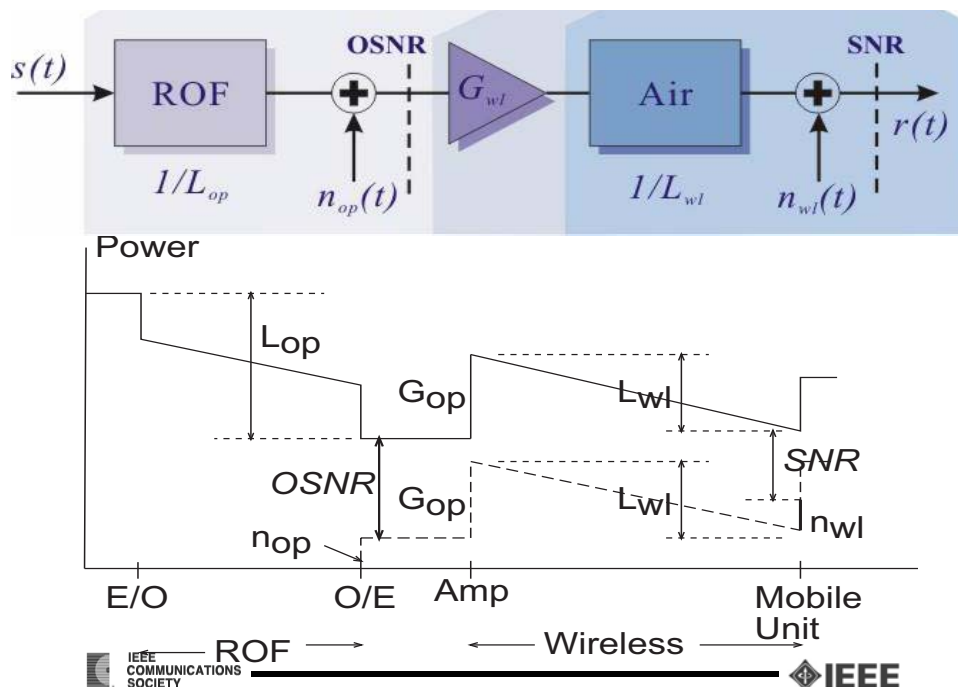 OSNR
SNR
s(t)
ROF
G_wl
Air
r(t)
1/L_op
n_op(t)
1/L_wl
n_wl(t)
Power
L_op
G_op
L_wl
OSNR
SNR
G_op
L_wl
n_wl
n_op
E/O
O/E
Amp
Mobile
Unit
ROF
Wireless
IEEE
COMMUNICATIONS
SOCIETY
IEEE